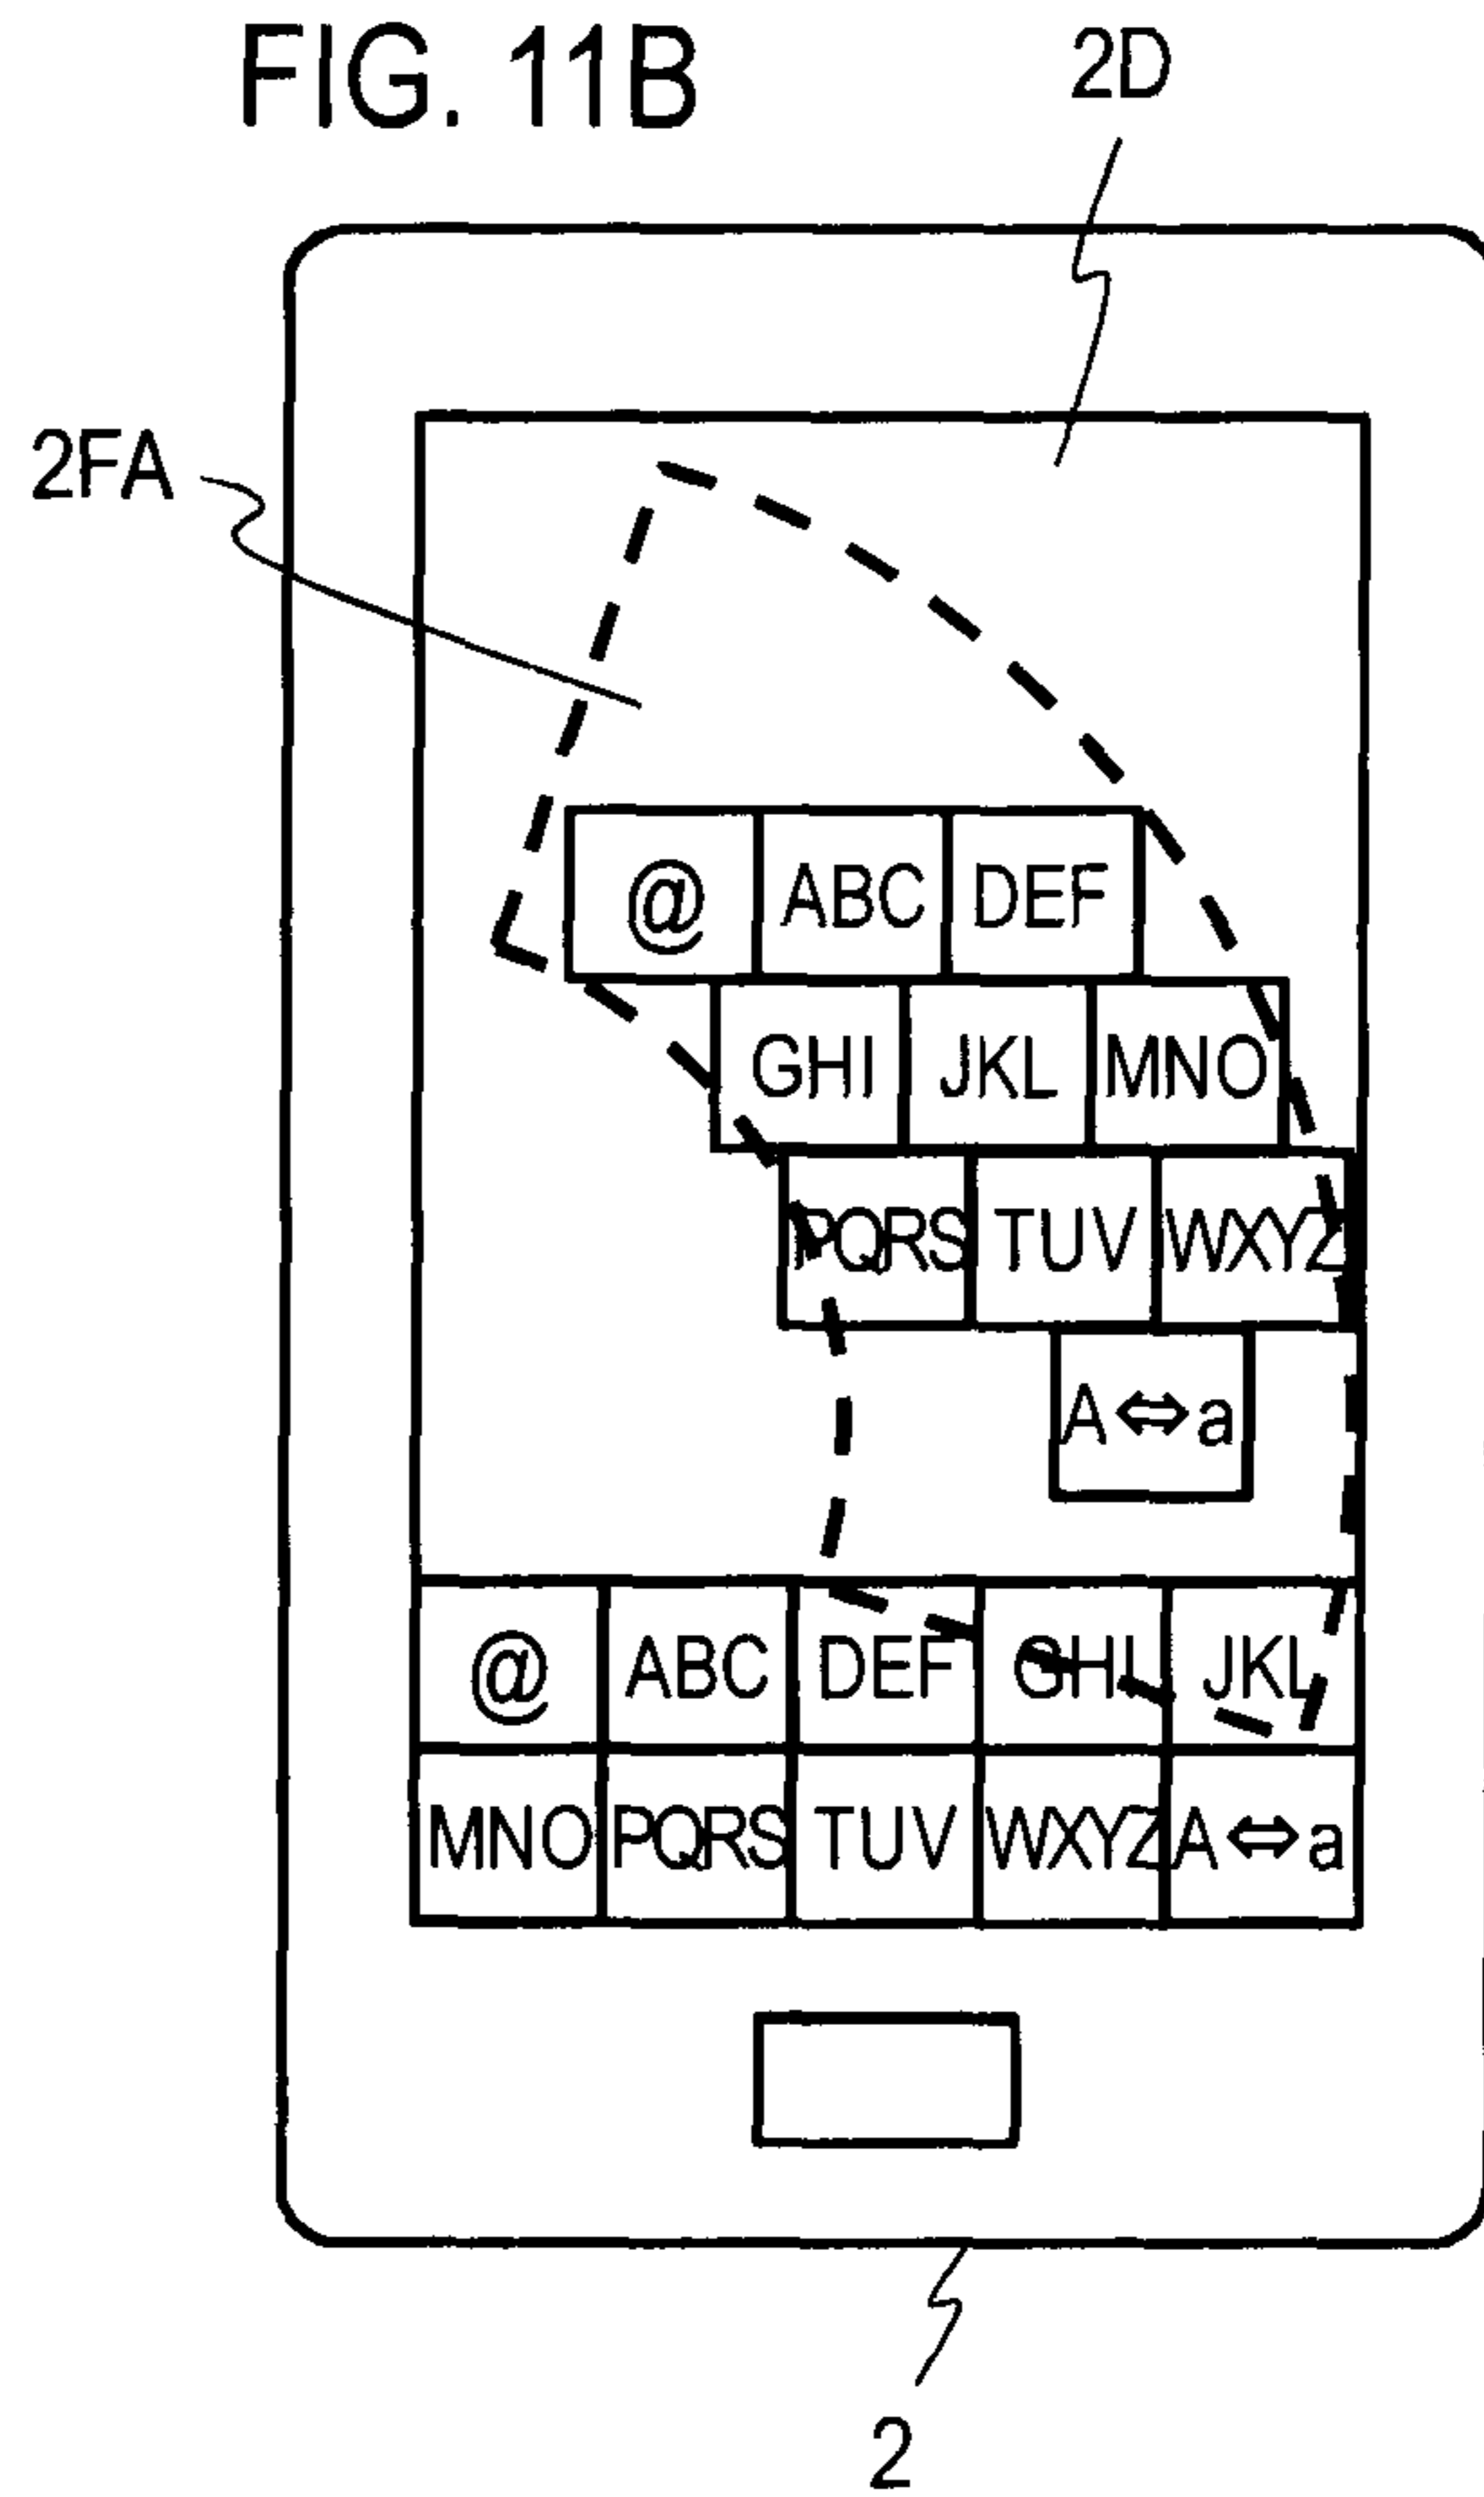 FIG. 11B
2D
2FA
@ ABC DEF
GHI JKL MNO
PQRS TUV WXYZ
A⇔a
@ ABC DEF GHI JKL
MNO PQRS TUV WXYZ A⇔a
2